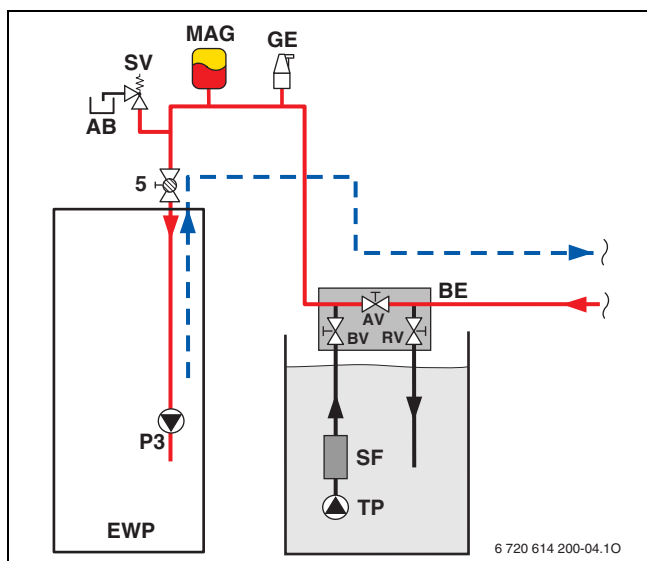 MAG
GE
SV
AB
5
BE
AV
BV
RV
P3
SF
TP
EWP
6 720 614 200-04.1O